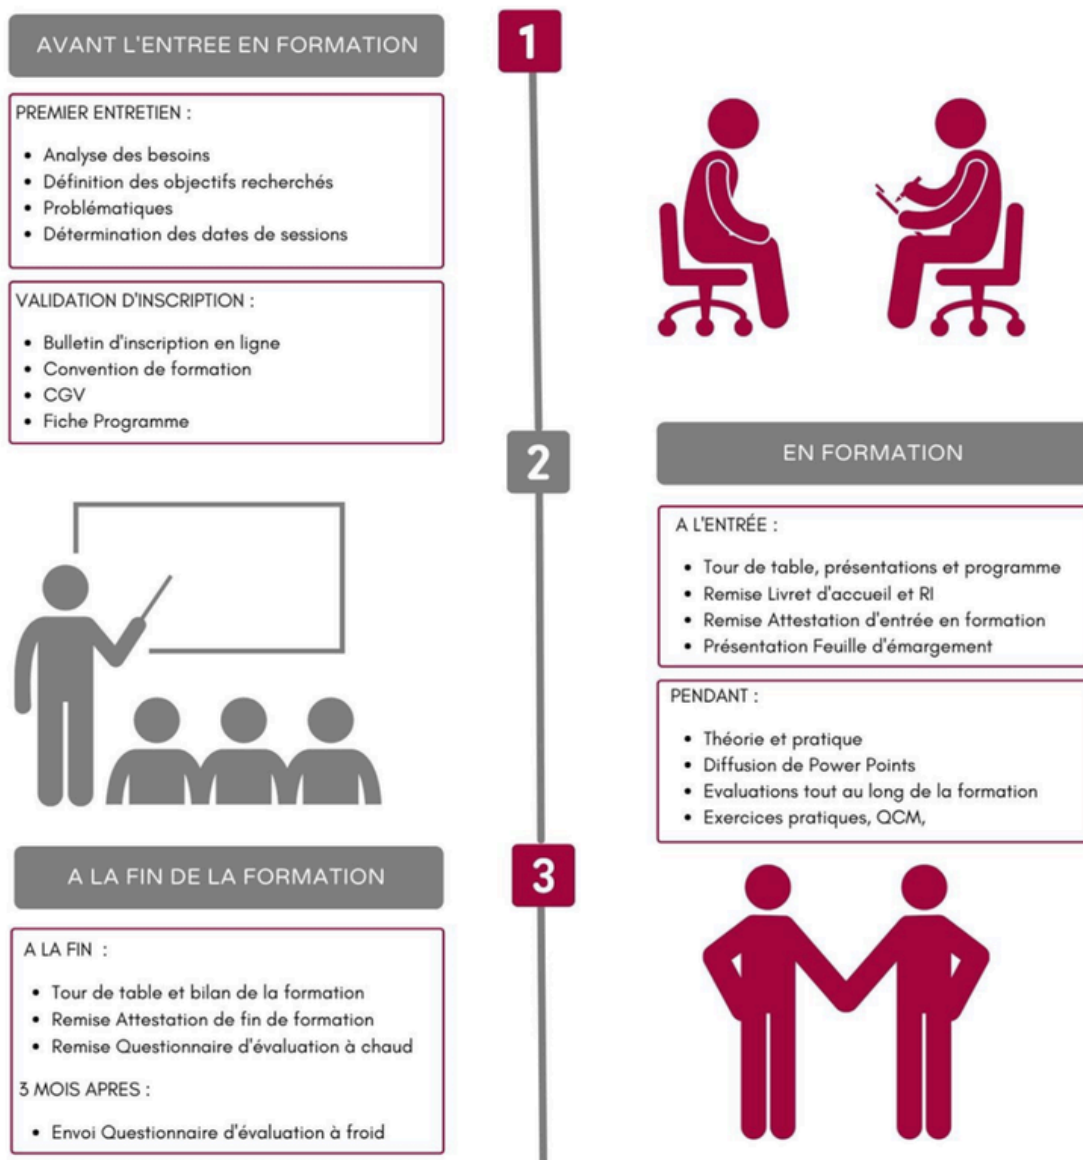 AVANT L'ENTREE EN FORMATION
1
PREMIER ENTRETIEN :
• Analyse des besoins
• Définition des objectifs recherchés
• Problématiques
• Détermination des dates de sessions
VALIDATION D'INSCRIPTION :
• Bulletin d'inscription en ligne
• Convention de formation
• CGV
• Fiche Programme
2
EN FORMATION
A L'ENTRÉE :
• Tour de table, présentations et programme
• Remise Livret d'accueil et RI
• Remise Attestation d'entrée en formation
• Présentation Feuille d'émargement
PENDANT :
• Théorie et pratique
• Diffusion de Power Points
• Evaluations tout au long de la formation
• Exercices pratiques, QCM,
3
A LA FIN DE LA FORMATION
A LA FIN :
• Tour de table et bilan de la formation
• Remise Attestation de fin de formation
• Remise Questionnaire d'évaluation à chaud
3 MOIS APRES :
• Envoi Questionnaire d'évaluation à froid